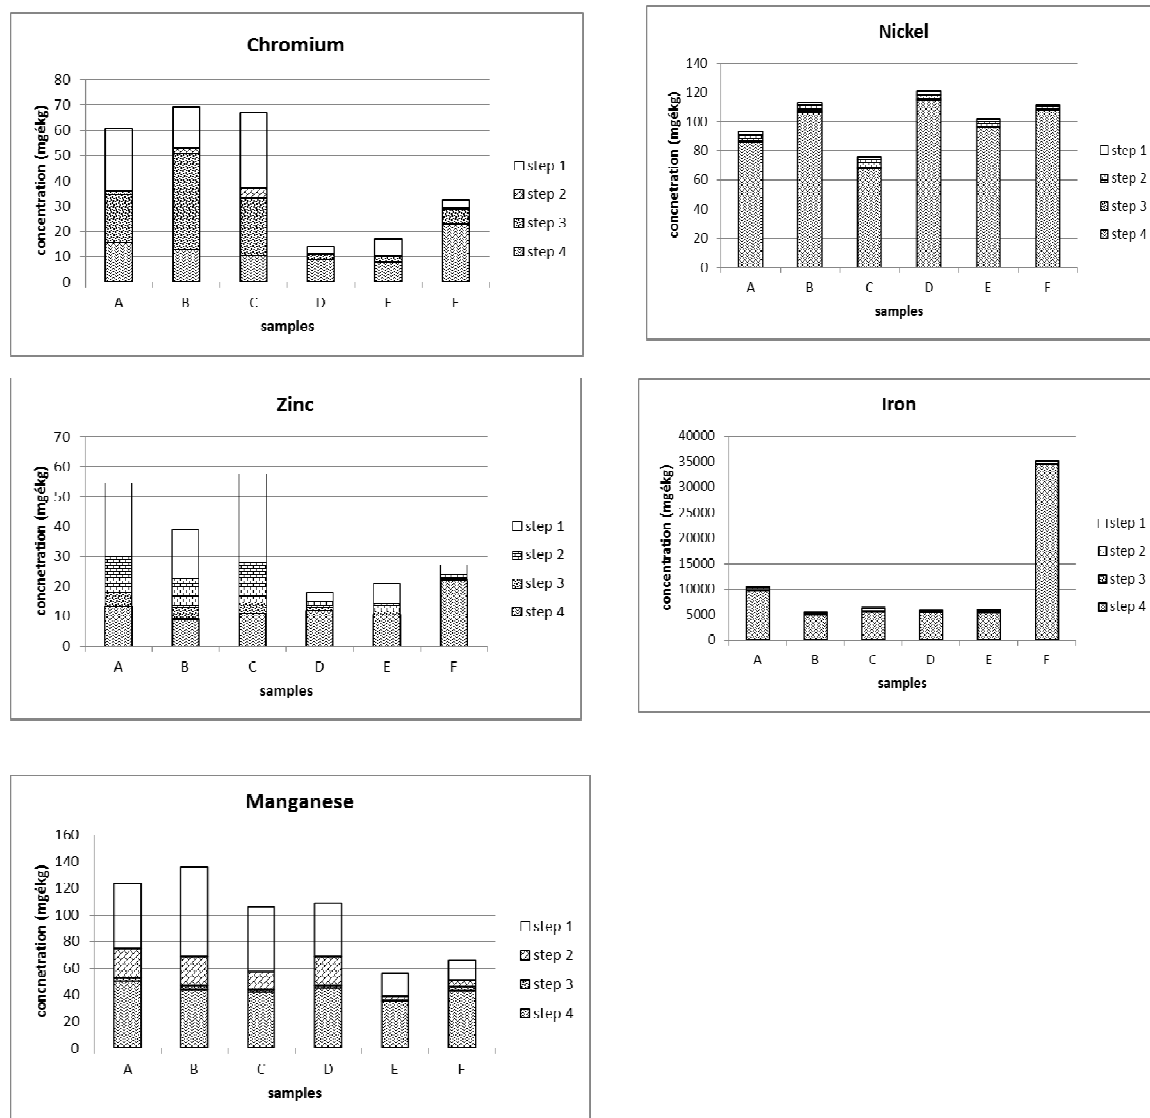 Chromium
concentration (mgékg)
80
70
60
50
40
30
20
10
0
A B C D E F
samples
step 1
step 2
step 3
step 4
Nickel
concnetration (mgékg)
140
120
100
80
60
40
20
0
A B C D E F
samples
step 1
step 2
step 3
step 4
Zinc
concnetration (mgékg)
70
60
50
40
30
20
10
0
A B C D E F
samples
step 1
step 2
step 3
step 4
Iron
concentration (mgékg)
40000
35000
30000
25000
20000
15000
10000
5000
0
A B C D E F
samples
step 1
step 2
step 3
step 4
Manganese
concnetration (mgékg)
160
140
120
100
80
60
40
20
0
A B C D E F
samples
step 1
step 2
step 3
step 4